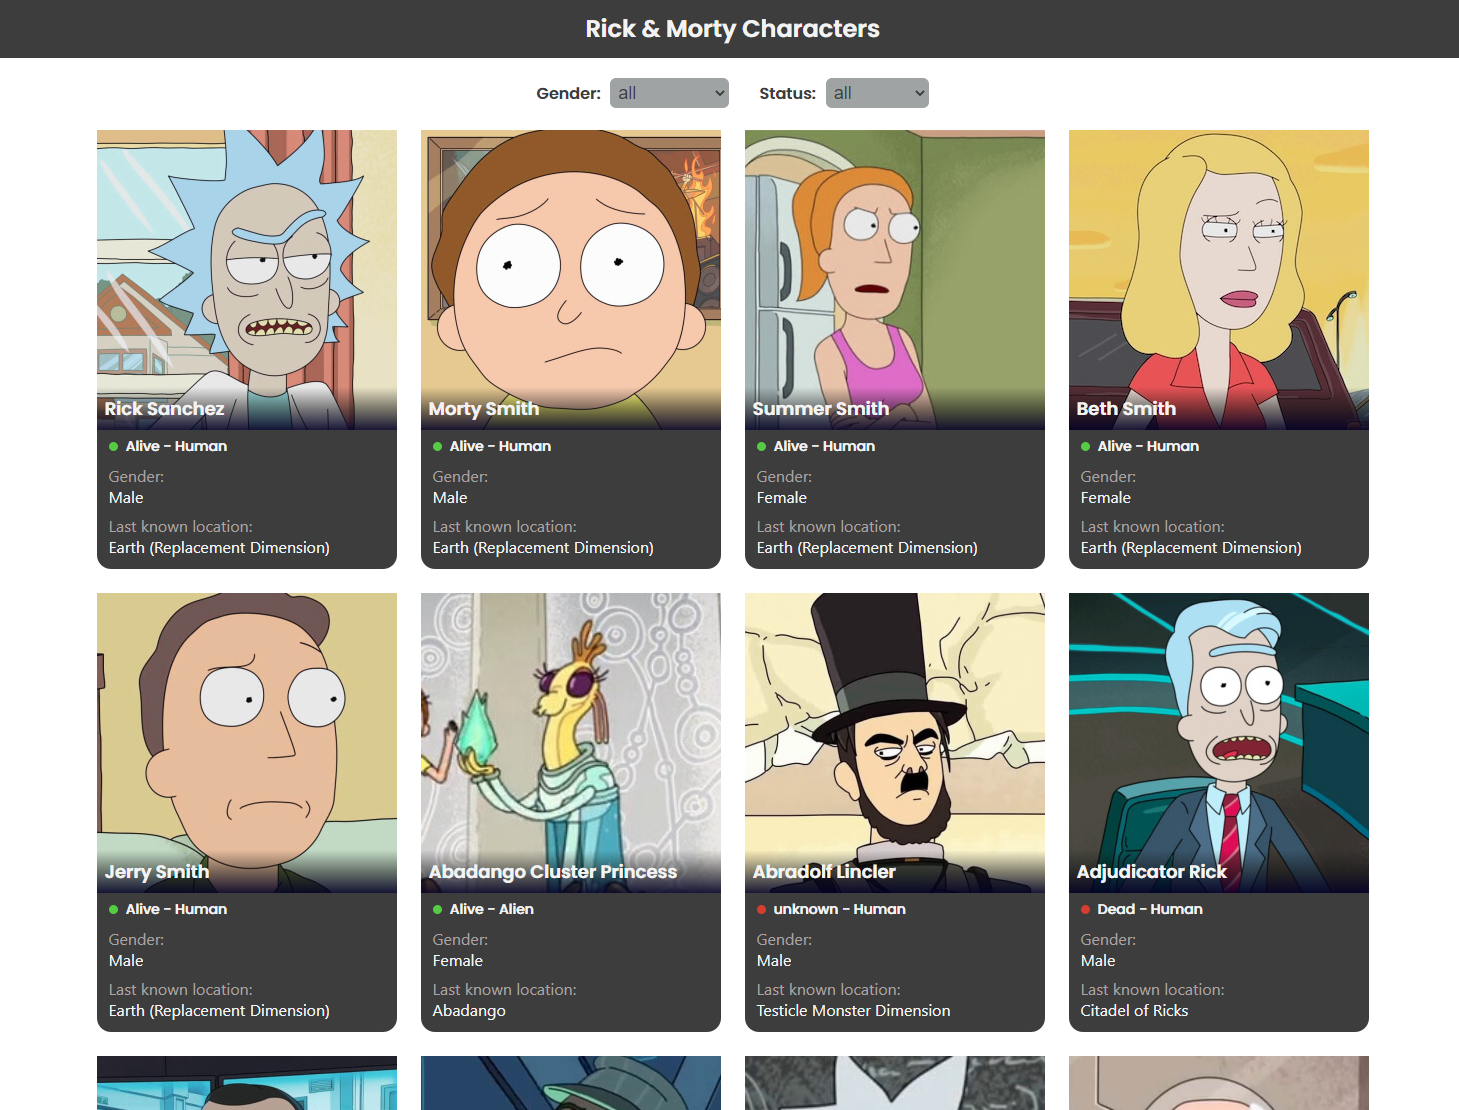 Rick & Morty Characters
Gender: all Status: all
Rick Sanchez
Alive - Human
Gender:
Male
Last known location:
Earth (Replacement Dimension)
Morty Smith
Alive - Human
Gender:
Male
Last known location:
Earth (Replacement Dimension)
Summer Smith
Alive - Human
Gender:
Female
Last known location:
Earth (Replacement Dimension)
Beth Smith
Alive - Human
Gender:
Female
Last known location:
Earth (Replacement Dimension)
Jerry Smith
Alive - Human
Gender:
Male
Last known location:
Earth (Replacement Dimension)
Abadango Cluster Princess
Alive - Alien
Gender:
Female
Last known location:
Abadango
Abradolf Lincler
unknown - Human
Gender:
Male
Last known location:
Testicle Monster Dimension
Adjudicator Rick
Dead - Human
Gender:
Male
Last known location:
Citadel of Ricks